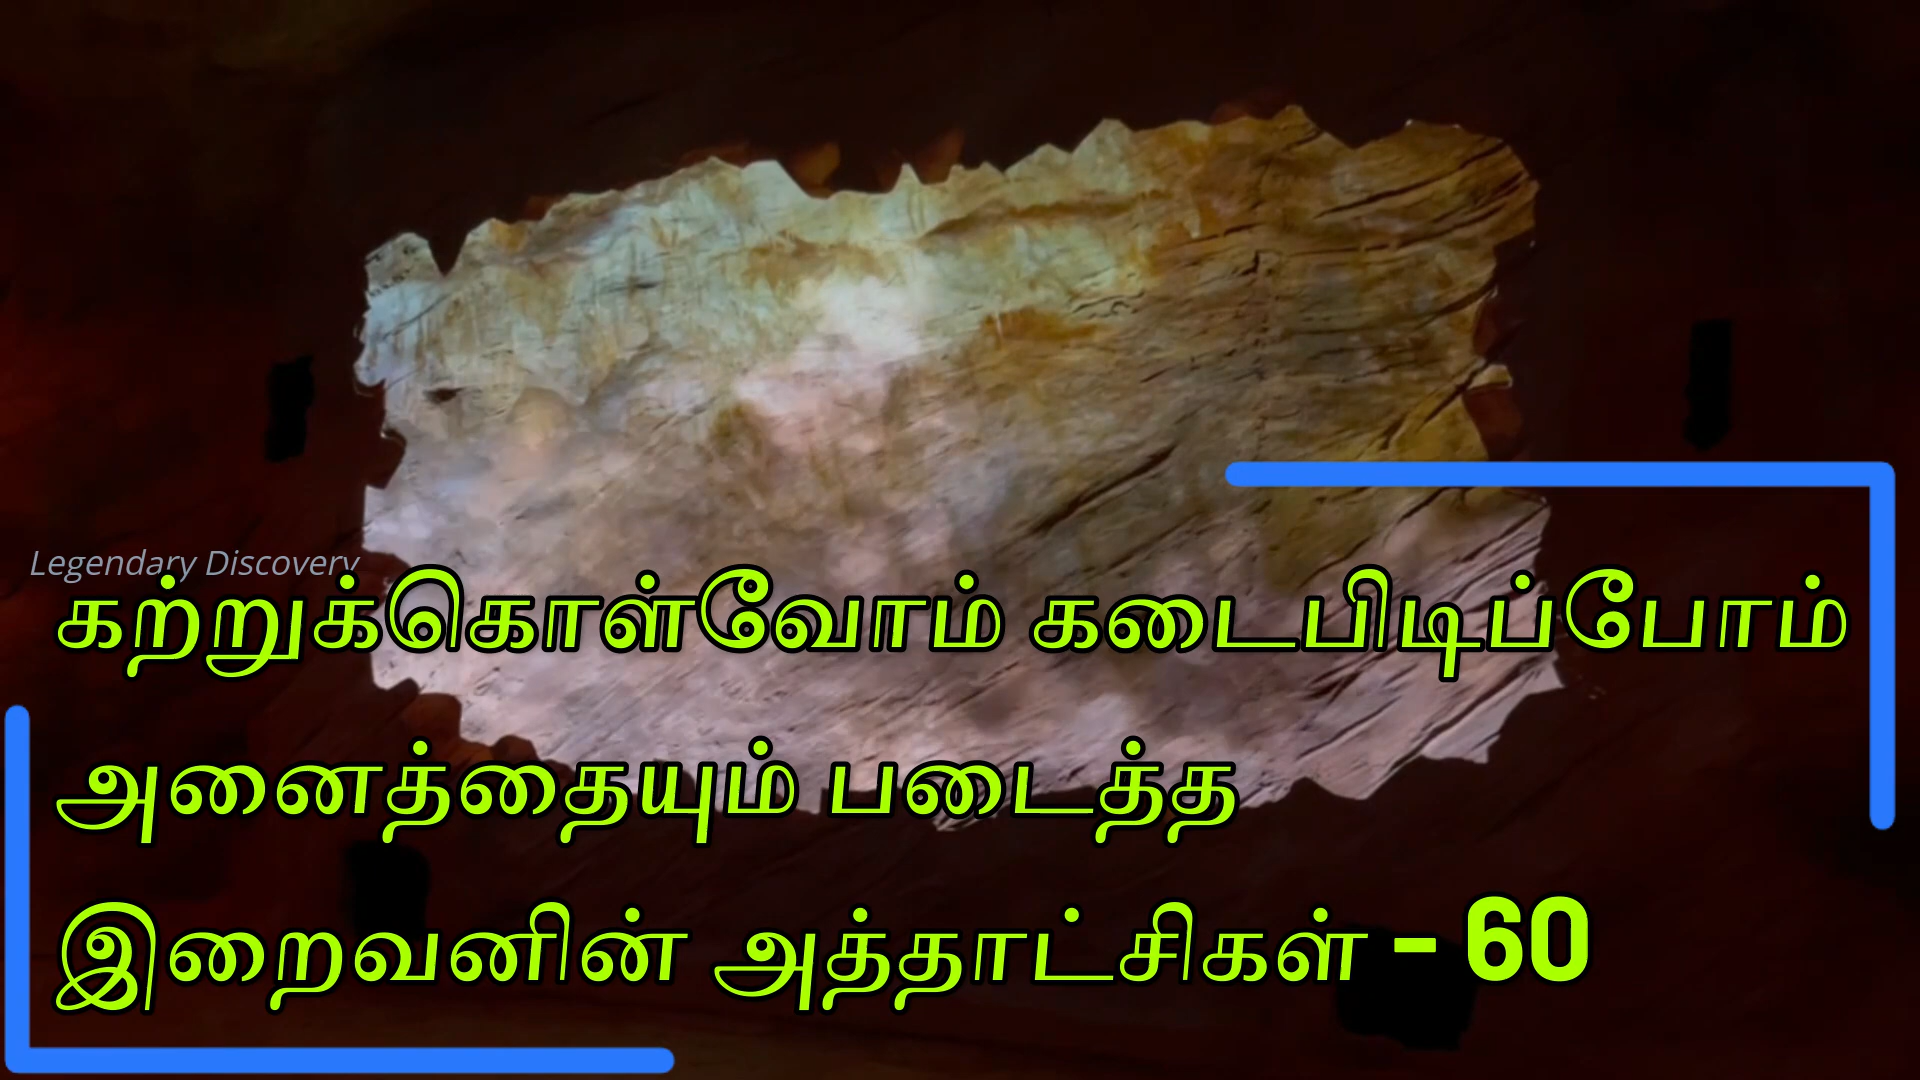 Legendary Discovery
கற்றுக்கொள்வோம் கடைபிடிப்போம்
அனைத்தையும் படைத்த
இறைவனின் அத்தாட்சிகள் - 60